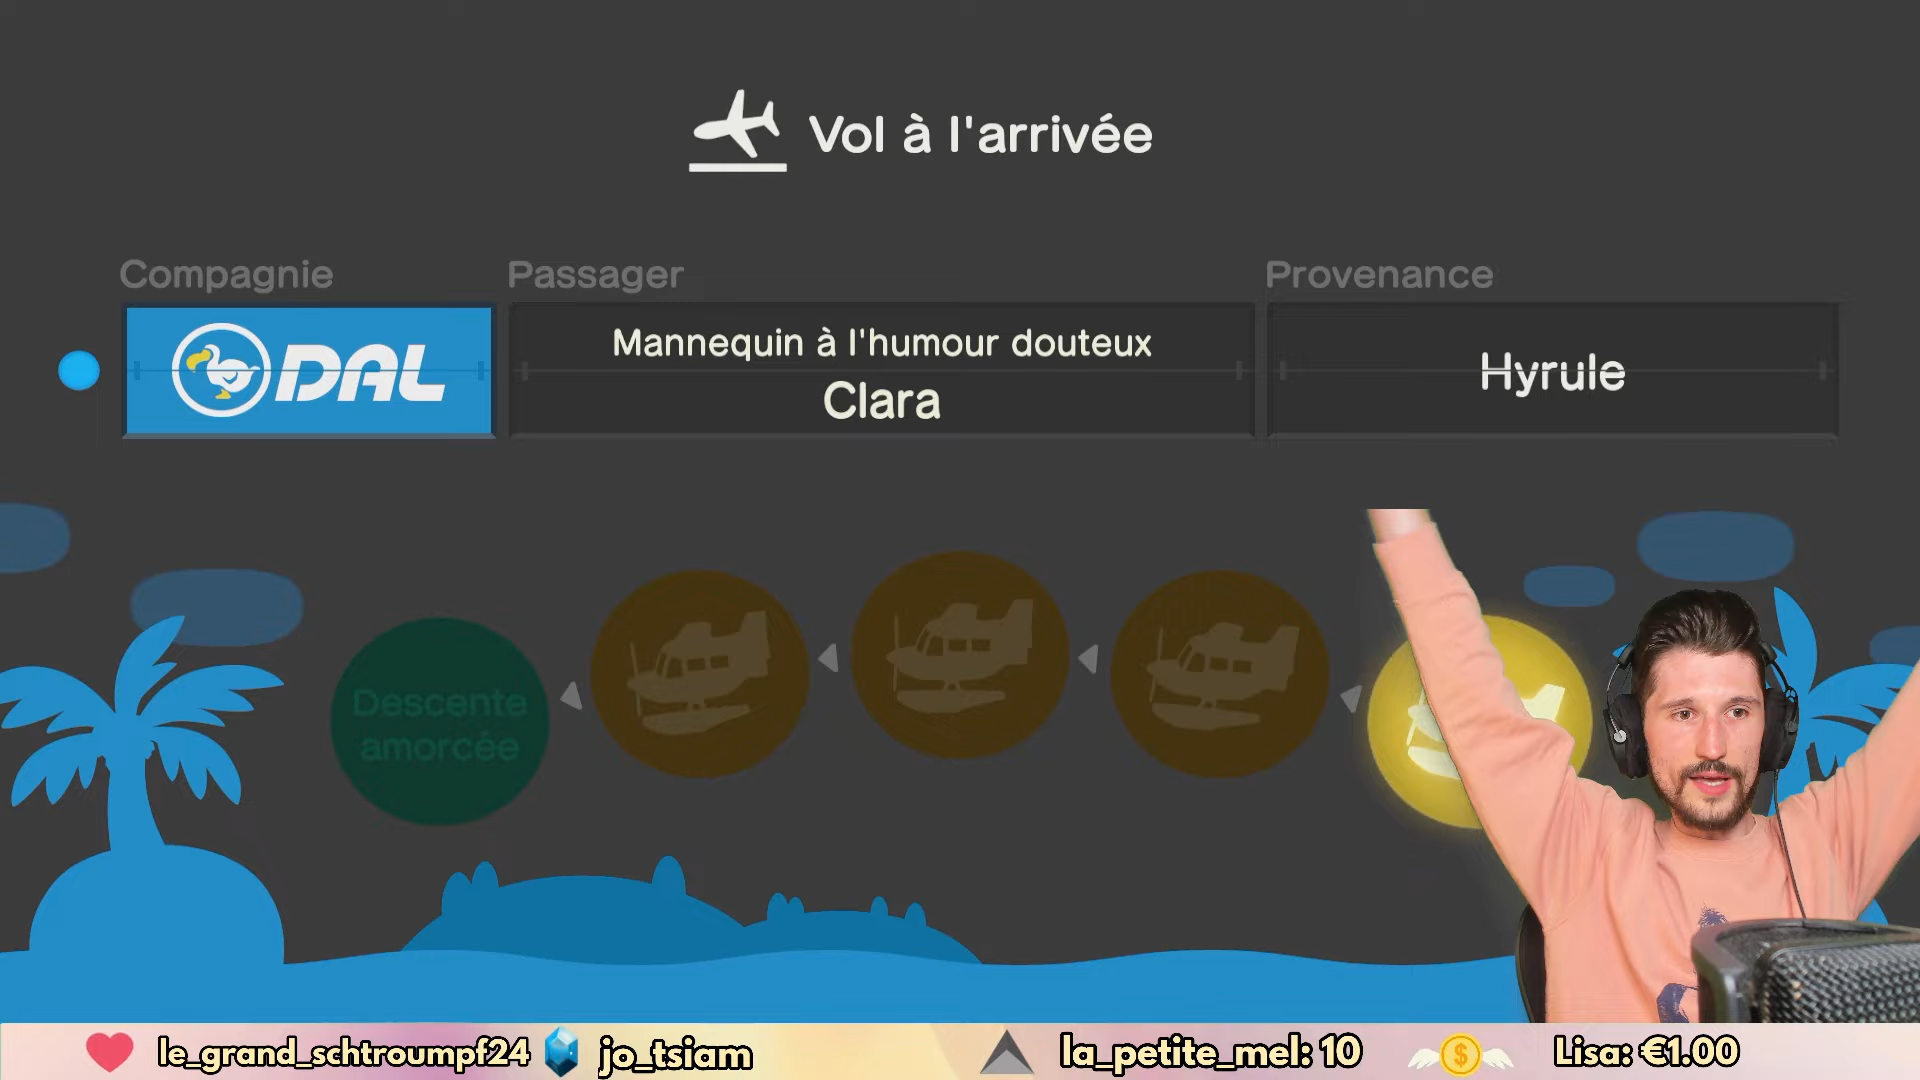 Vol à l'arrivée
Compagnie
Passager
Provenance
DAL
Mannequin à l'humour douteux
Clara
Hyrule
Descente
amorcée
le_grand_schtroumpf24
jo_tsiam
la_petite_mel: 10
$
Lisa: €1.00